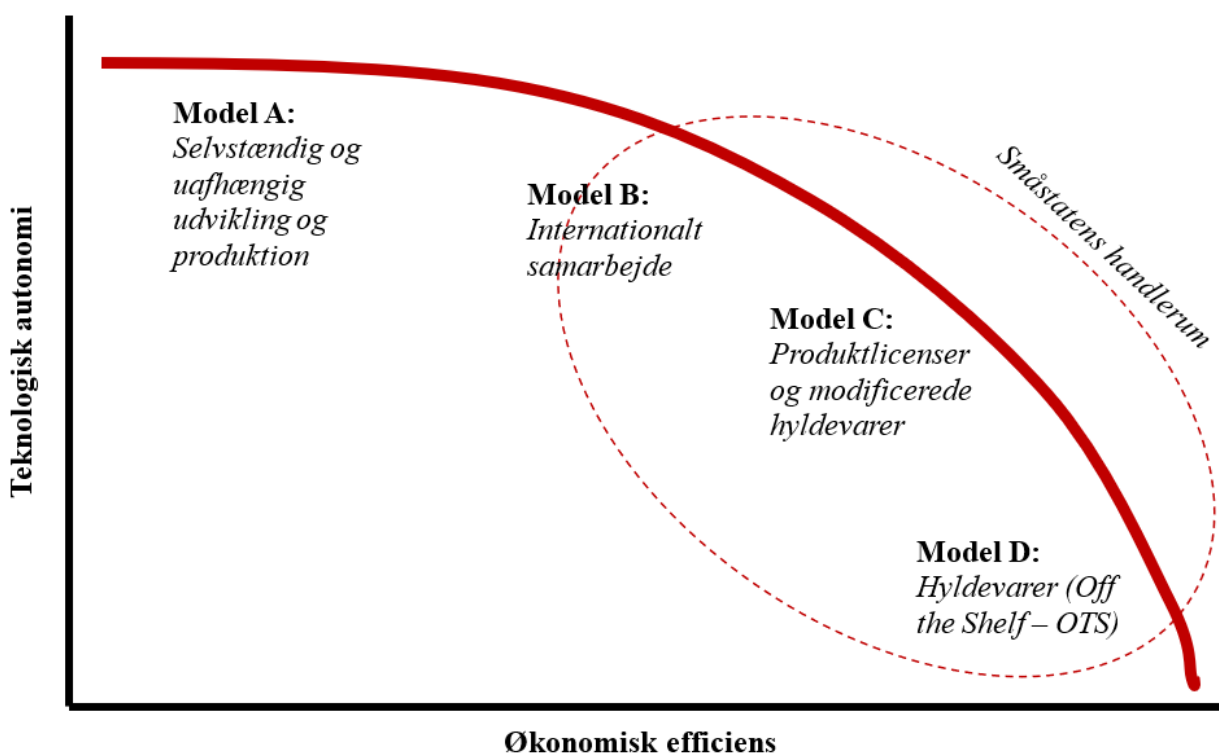 Teknologisk autonomi
Model A:
Selvstændig og
uafhængig
udvikling og
produktion
Model B:
Internationalt
samarbejde
Småstatens handlerum
Model C:
Produktlicenser
og modificerede
hyldevarer
Model D:
Hyldevarer (Off
the Shelf – OTS)
Økonomisk efficiens